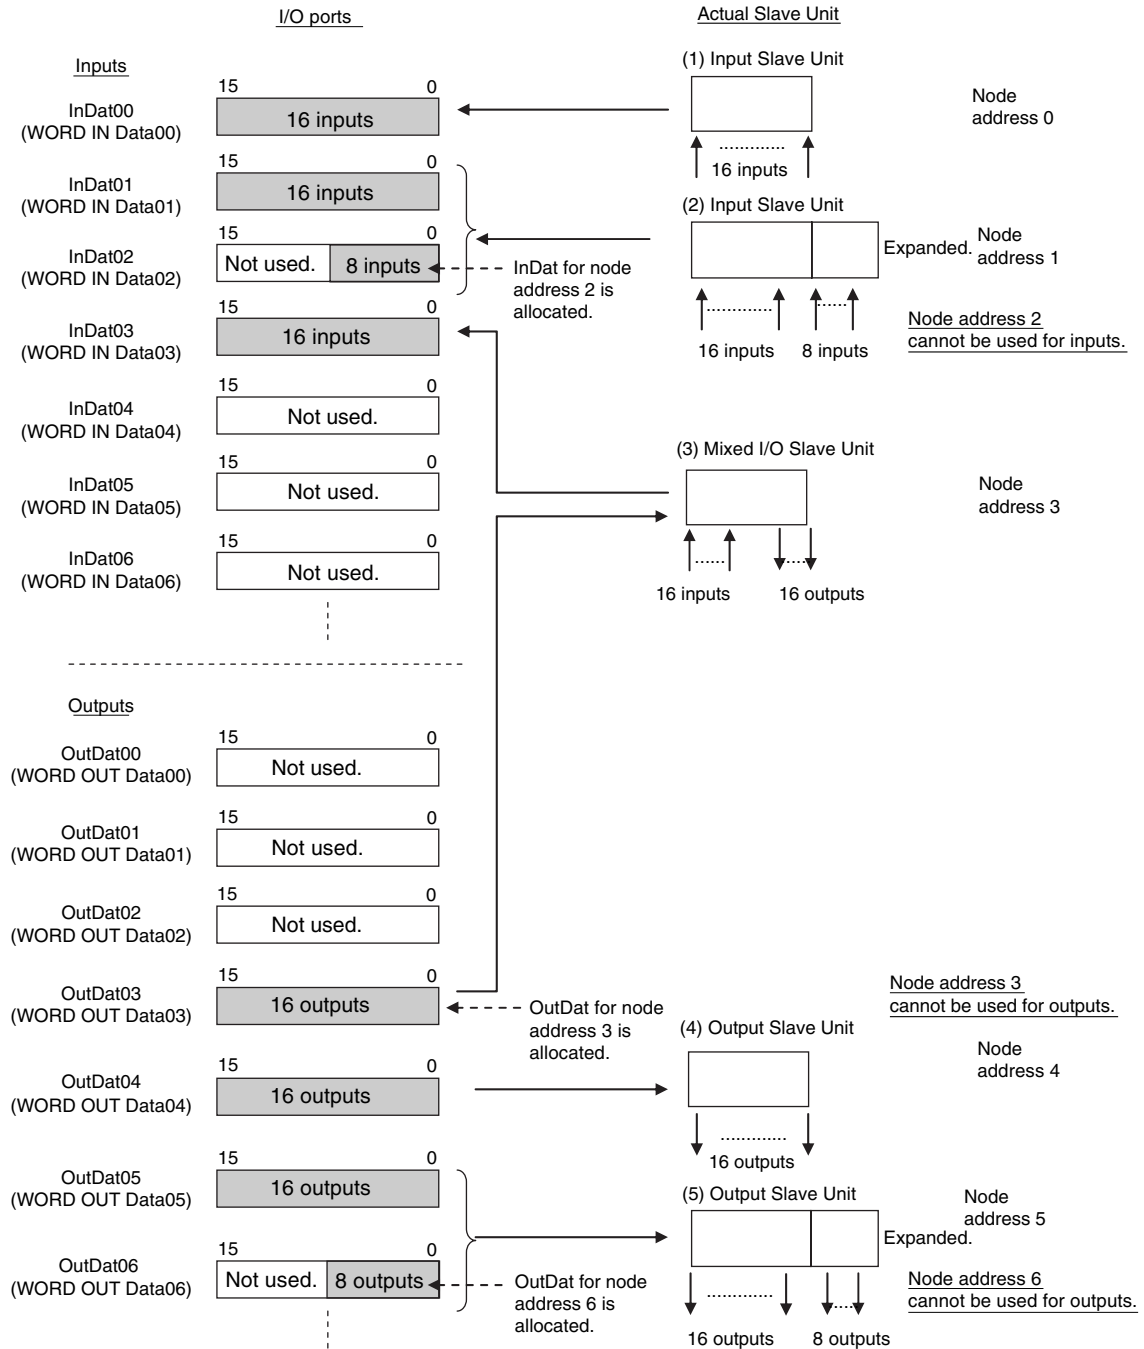 I/O ports
Actual Slave Unit
Inputs
(1) Input Slave Unit
15 0
InDat00
(WORD IN Data00)
16 inputs
Node
address 0
16 inputs
15 0
InDat01
(WORD IN Data01)
16 inputs
(2) Input Slave Unit
15 0
InDat02
(WORD IN Data02)
Not used.
8 inputs
InDat for node
address 2 is
allocated.
Expanded.
Node
address 1
16 inputs
8 inputs
Node address 2
cannot be used for inputs.
15 0
InDat03
(WORD IN Data03)
16 inputs
15 0
InDat04
(WORD IN Data04)
Not used.
(3) Mixed I/O Slave Unit
15 0
InDat05
(WORD IN Data05)
Not used.
Node
address 3
15 0
InDat06
(WORD IN Data06)
Not used.
16 inputs
16 outputs
Outputs
15 0
OutDat00
(WORD OUT Data00)
Not used.
15 0
OutDat01
(WORD OUT Data01)
Not used.
15 0
OutDat02
(WORD OUT Data02)
Not used.
15 0
OutDat03
(WORD OUT Data03)
16 outputs
OutDat for node
address 3 is
allocated.
Node address 3
cannot be used for outputs.
(4) Output Slave Unit
15 0
OutDat04
(WORD OUT Data04)
16 outputs
Node
address 4
16 outputs
15 0
OutDat05
(WORD OUT Data05)
16 outputs
(5) Output Slave Unit
Node
address 5
Expanded.
15 0
OutDat06
(WORD OUT Data06)
Not used.
8 outputs
OutDat for node
address 6 is
allocated.
Node address 6
cannot be used for outputs.
16 outputs
8 outputs